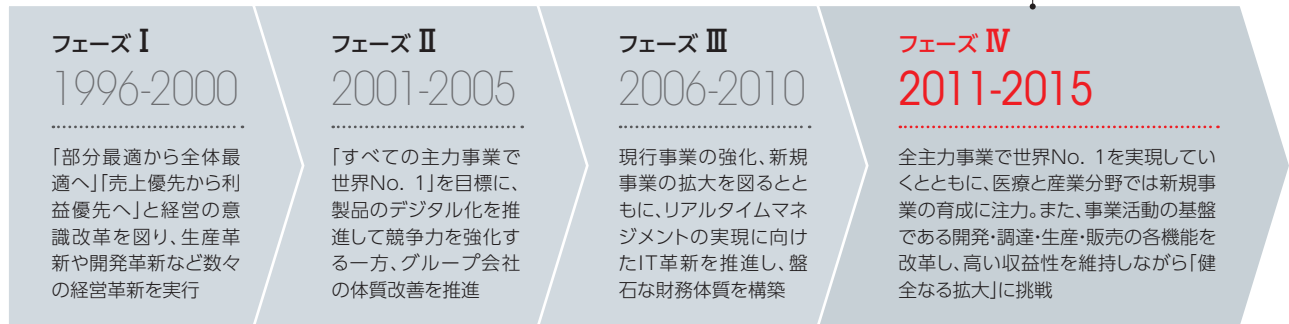 フェーズ Ⅰ
1996-2000
「部分最適から全体最
適へ」「売上優先から利
益優先へ」と経営の意
識改革を図り、生産革
新や開発革新など数々
の経営革新を実行
フェーズ Ⅱ
2001-2005
「すべての主力事業で
世界No. 1」を目標に、
製品のデジタル化を推
進して競争力を強化す
る一方、グループ会社
の体質改善を推進
フェーズ Ⅲ
2006-2010
現行事業の強化、新規
事業の拡大を図るとと
もに、リアルタイムマネ
ジメントの実現に向け
たIT革新を推進し、盤
石な財務体質を構築
フェーズ Ⅳ
2011-2015
全主力事業で世界No. 1を実現してい
くとともに、医療と産業分野では新規事
業の育成に注力。また、事業活動の基盤
である開発・調達・生産・販売の各機能を
改革し、高い収益性を維持しながら「健
全なる拡大」に挑戦